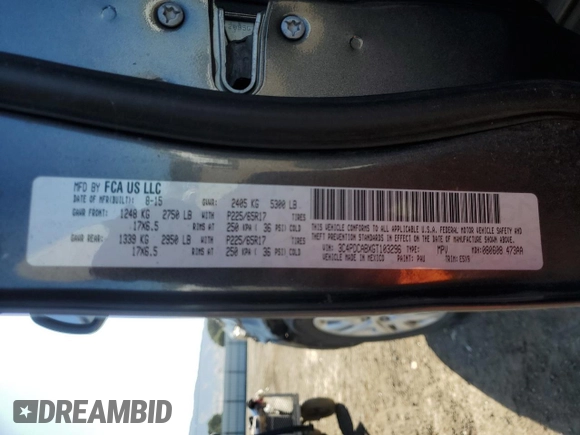 MFD BY FCA US LLC
DATE OF MFR(BUILT): 8-15 GVWR: 2405 KG 5300 LB
GAWR FRONT: 1248 KG 2750 LB WITH P225/65R17 TIRES
17X6.5 RIMS AT 250 KPA( 36 PSI COLD)
GAWR REAR: 1339 KG 2950 LB WITH P225/65R17 TIRES
17X6.5 RIMS AT 250 KPA( 36 PSI COLD)
THIS VEHICLE CONFORMS TO ALL APPLICABLE U.S.A. FEDERAL MOTOR VEHICLE SAFETY AND
THEFT PREVENTION STANDARDS IN EFFECT ON THE DATE OF MANUFACTURE SHOWN ABOVE.
VIN: TYPE: MPV MDH: 473AA
VEHICLE MADE IN MEXICO PAINT: PAU TRIM:
DREAMBID